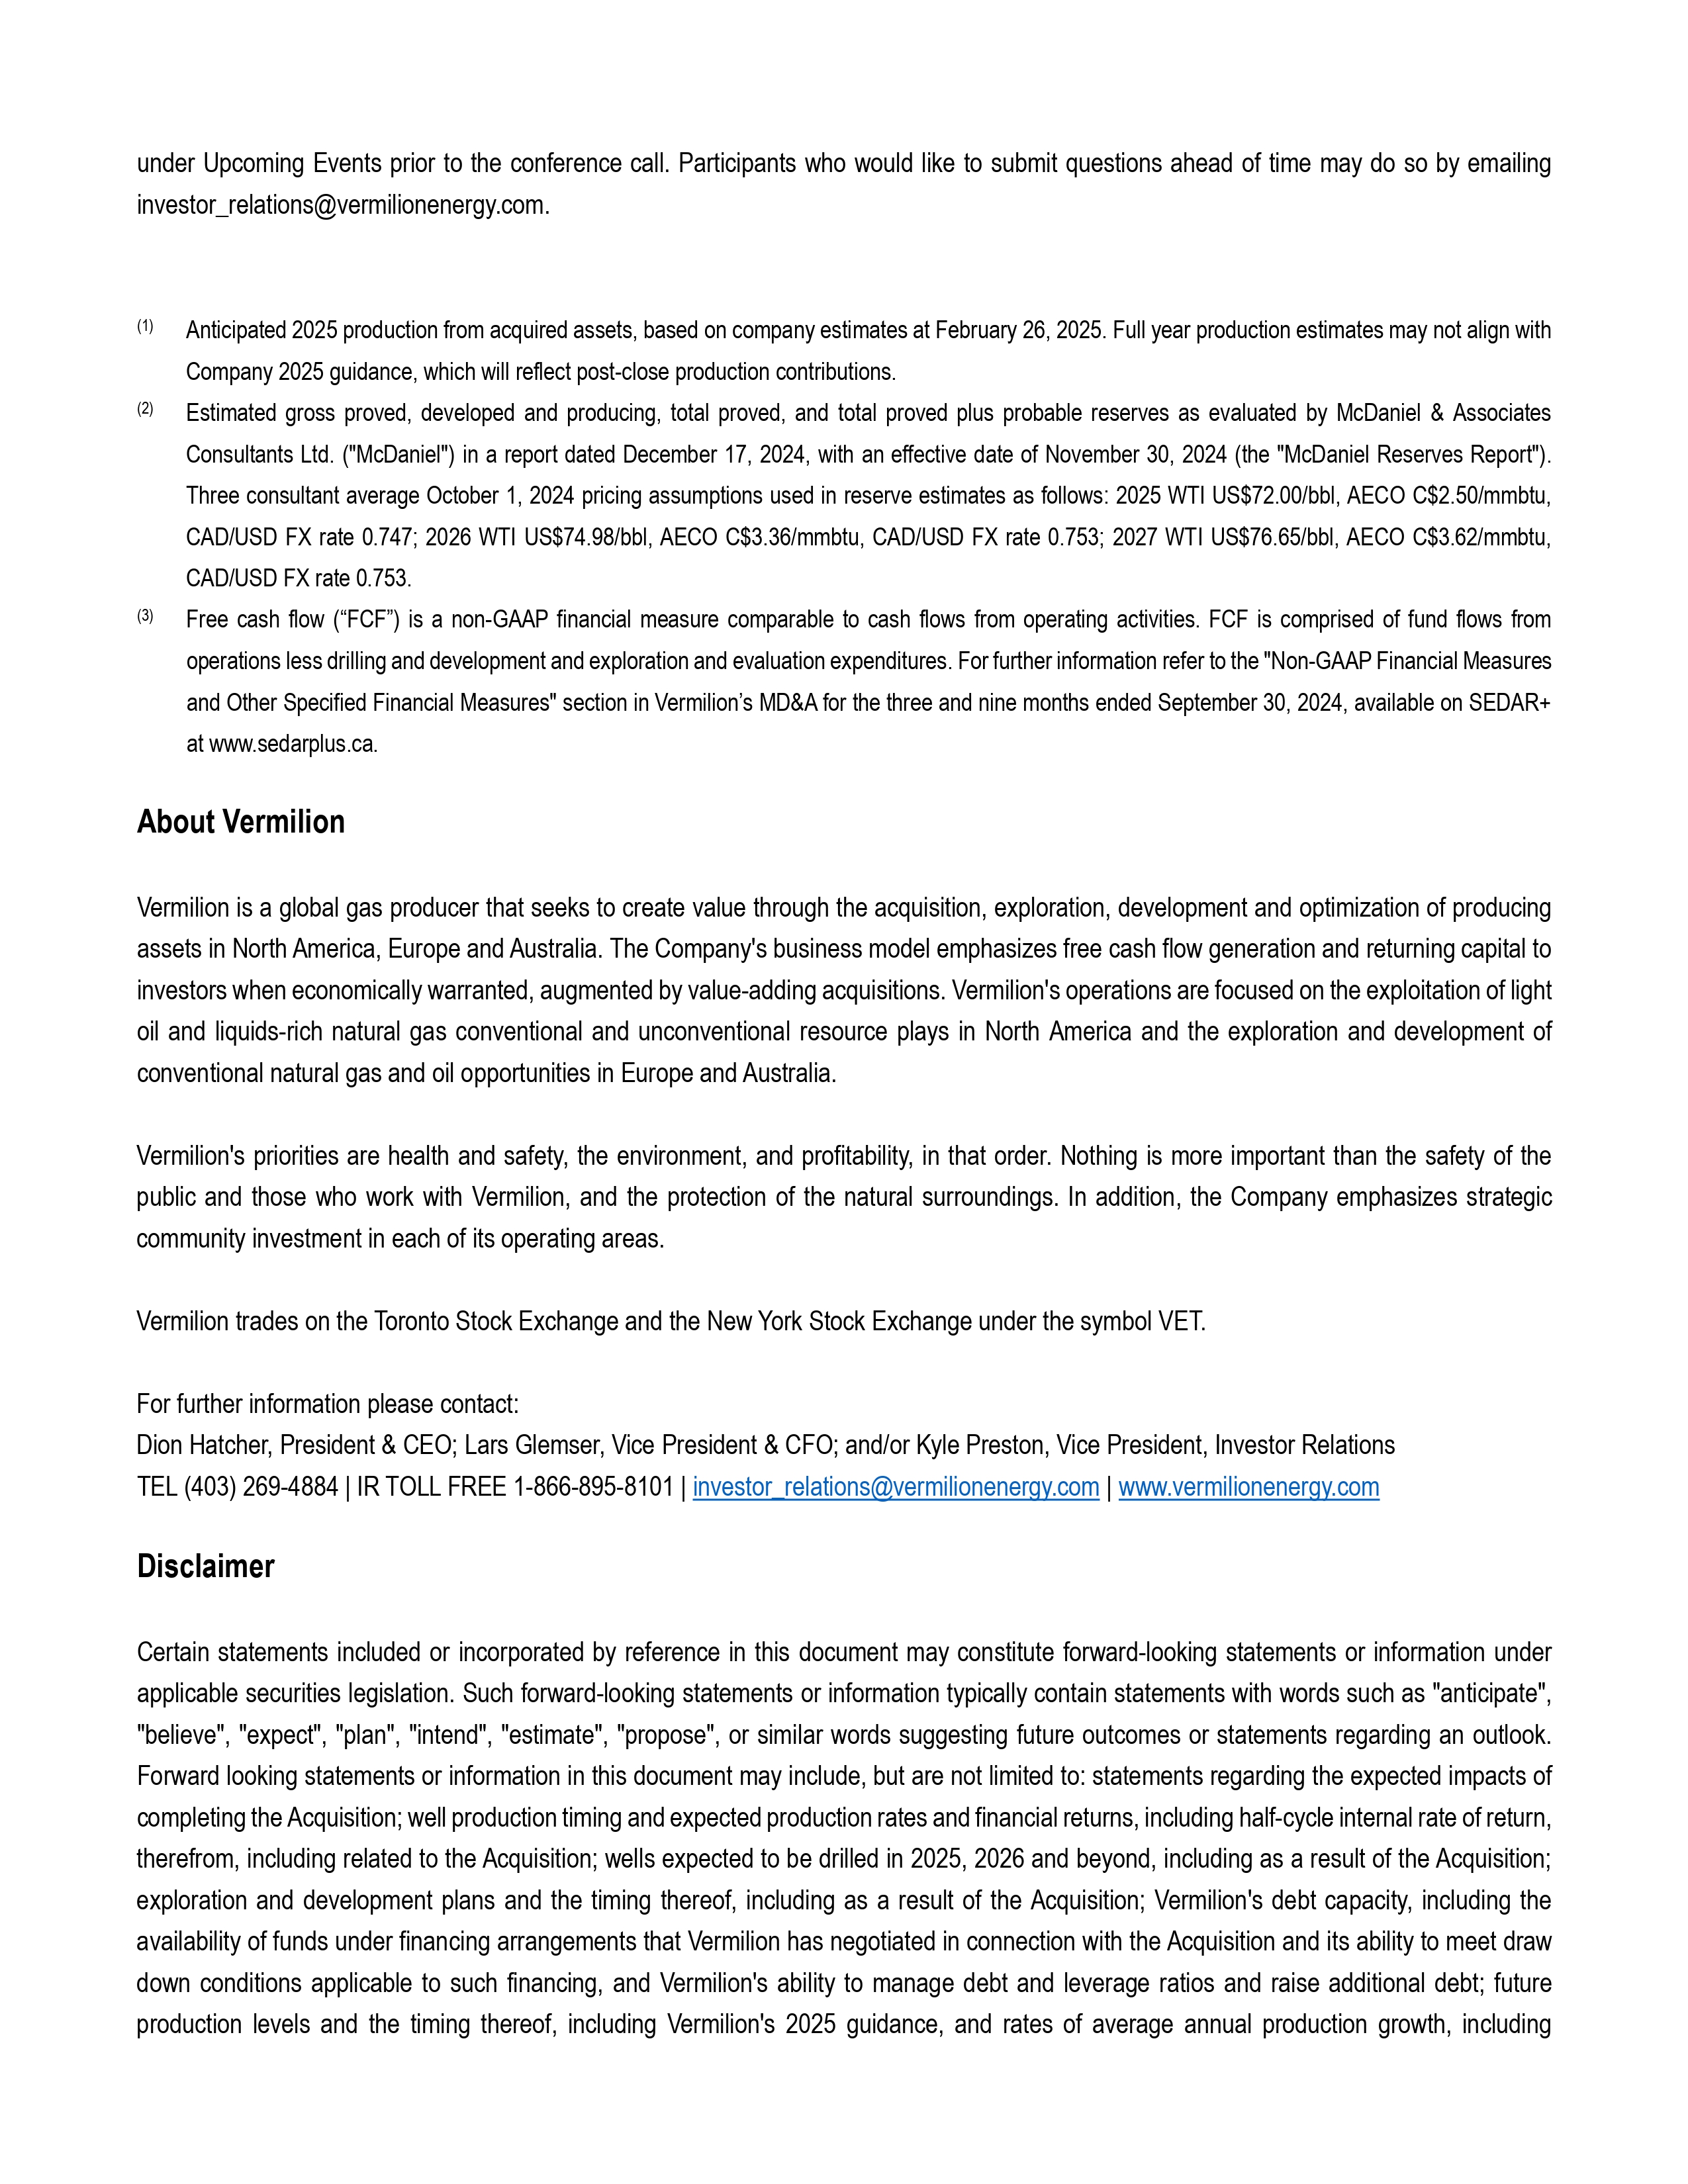 under Upcoming Events prior to the conference call. Participants who would like to submit questions ahead of time may do so by emailing
investor_relations@vermilionenergy.com.
(1) Anticipated 2025 production from acquired assets, based on company estimates at February 26, 2025. Full year production estimates may not align with
Company 2025 guidance, which will reflect post-close production contributions.
(2) Estimated gross proved, developed and producing, total proved, and total proved plus probable reserves as evaluated by McDaniel & Associates
Consultants Ltd. ("McDaniel") in a report dated December 17, 2024, with an effective date of November 30, 2024 (the "McDaniel Reserves Report").
Three consultant average October 1, 2024 pricing assumptions used in reserve estimates as follows: 2025 WTI US$72.00/bbl, AECO C$2.50/mmbtu,
CAD/USD FX rate 0.747; 2026 WTI US$74.98/bbl, AECO C$3.36/mmbtu, CAD/USD FX rate 0.753; 2027 WTI US$76.65/bbl, AECO C$3.62/mmbtu,
CAD/USD FX rate 0.753.
(3) Free cash flow (“FCF”) is a non-GAAP financial measure comparable to cash flows from operating activities. FCF is comprised of fund flows from
operations less drilling and development and exploration and evaluation expenditures. For further information refer to the "Non-GAAP Financial Measures
and Other Specified Financial Measures" section in Vermilion’s MD&A for the three and nine months ended September 30, 2024, available on SEDAR+
at www.sedarplus.ca.
About Vermilion
Vermilion is a global gas producer that seeks to create value through the acquisition, exploration, development and optimization of producing
assets in North America, Europe and Australia. The Company's business model emphasizes free cash flow generation and returning capital to
investors when economically warranted, augmented by value-adding acquisitions. Vermilion's operations are focused on the exploitation of light
oil and liquids-rich natural gas conventional and unconventional resource plays in North America and the exploration and development of
conventional natural gas and oil opportunities in Europe and Australia.
Vermilion's priorities are health and safety, the environment, and profitability, in that order. Nothing is more important than the safety of the
public and those who work with Vermilion, and the protection of the natural surroundings. In addition, the Company emphasizes strategic
community investment in each of its operating areas.
Vermilion trades on the Toronto Stock Exchange and the New York Stock Exchange under the symbol VET.
For further information please contact:
Dion Hatcher, President & CEO; Lars Glemser, Vice President & CFO; and/or Kyle Preston, Vice President, Investor Relations
TEL (403) 269-4884 | IR TOLL FREE 1-866-895-8101 | investor_relations@vermilionenergy.com | www.vermilionenergy.com
Disclaimer
Certain statements included or incorporated by reference in this document may constitute forward-looking statements or information under
applicable securities legislation. Such forward-looking statements or information typically contain statements with words such as "anticipate",
"believe", "expect", "plan", "intend", "estimate", "propose", or similar words suggesting future outcomes or statements regarding an outlook.
Forward looking statements or information in this document may include, but are not limited to: statements regarding the expected impacts of
completing the Acquisition; well production timing and expected production rates and financial returns, including half-cycle internal rate of return,
therefrom, including related to the Acquisition; wells expected to be drilled in 2025, 2026 and beyond, including as a result of the Acquisition;
exploration and development plans and the timing thereof, including as a result of the Acquisition; Vermilion's debt capacity, including the
availability of funds under financing arrangements that Vermilion has negotiated in connection with the Acquisition and its ability to meet draw
down conditions applicable to such financing, and Vermilion's ability to manage debt and leverage ratios and raise additional debt; future
production levels and the timing thereof, including Vermilion's 2025 guidance, and rates of average annual production growth, including